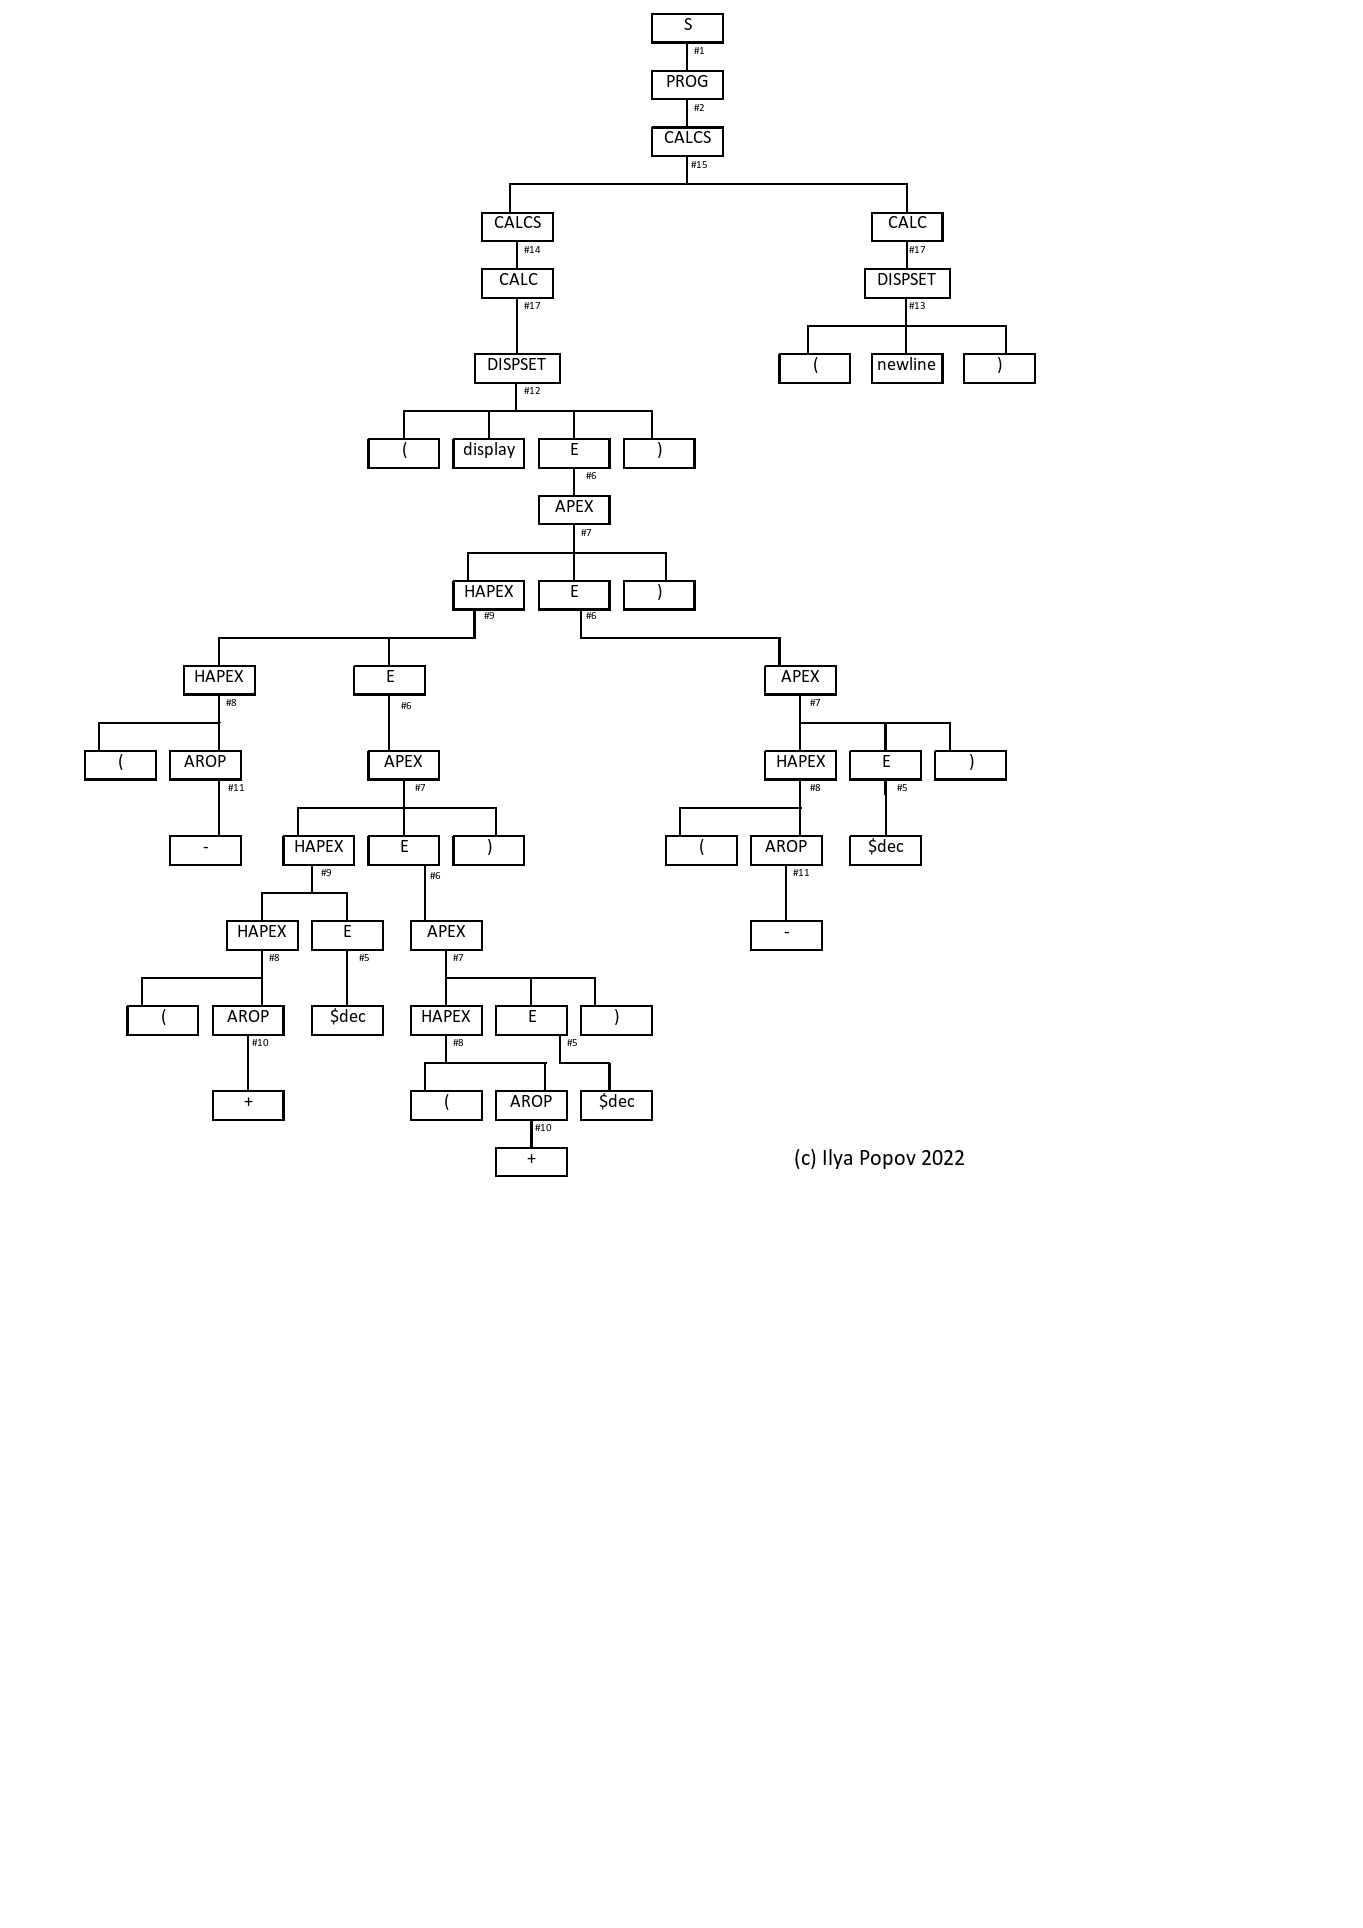 S
#1
PROG
#2
CALCS
#15
CALCS CALC
#14 #17
CALC DISPSET
#17 #13
DISPSET ( newline )
#12
( display E )
#6
APEX
#7
HAPEX E )
#9 #6
HAPEX E APEX
#8 #6 #7
( AROP APEX HAPEX E )
#11 #7 #8 #5
- HAPEX E ) ( AROP $dec
#9 #6 #11
HAPEX E APEX -
#8 #5 #7
( AROP $dec HAPEX E )
#10 #8 #5
+ ( AROP $dec
#10
+ (c) Ilya Popov 2022